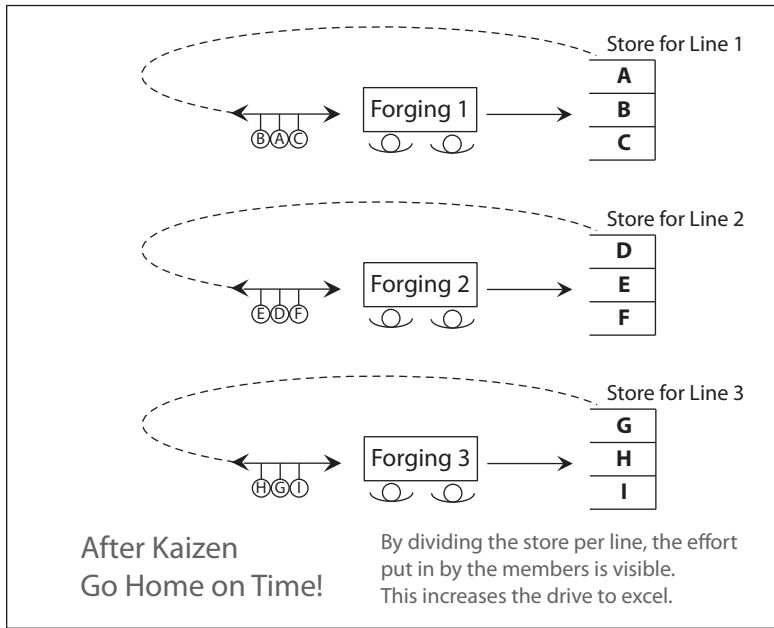 Store for Line 1
A
B
C
Forging 1
B A C
Store for Line 2
D
E
F
Forging 2
E D F
Store for Line 3
G
H
I
Forging 3
H G I
After Kaizen
Go Home on Time!
By dividing the store per line, the effort
put in by the members is visible.
This increases the drive to excel.